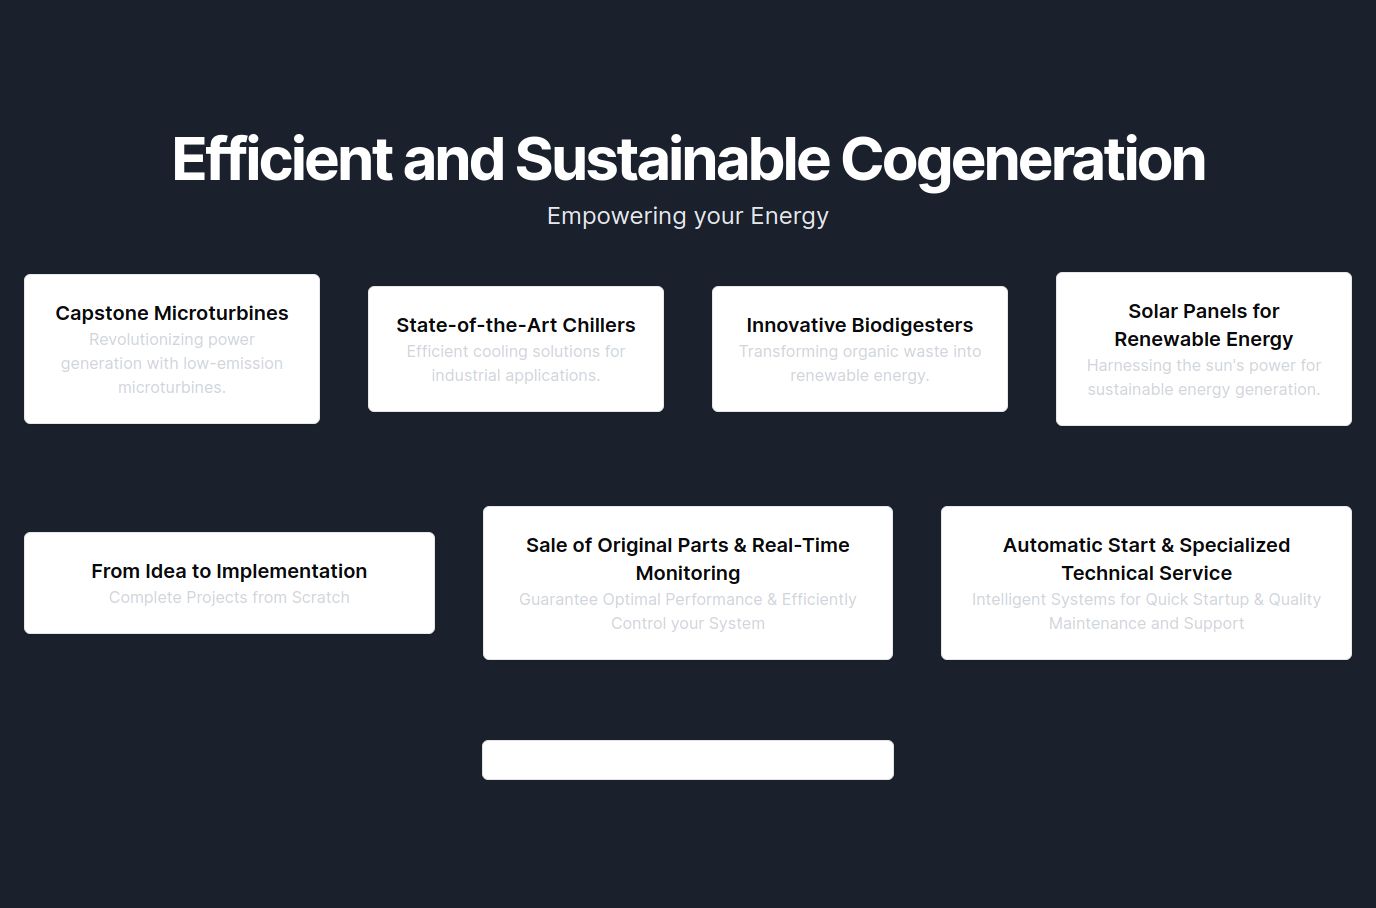 Efficient and Sustainable Cogeneration
Empowering your Energy
Capstone Microturbines
Revolutionizing power
generation with low-emission
microturbines.
State-of-the-Art Chillers
Efficient cooling solutions for
industrial applications.
Innovative Biodigesters
Transforming organic waste into
renewable energy.
Solar Panels for
Renewable Energy
Harnessing the sun's power for
sustainable energy generation.
From Idea to Implementation
Complete Projects from Scratch
Sale of Original Parts & Real-Time
Monitoring
Guarantee Optimal Performance & Efficiently
Control your System
Automatic Start & Specialized
Technical Service
Intelligent Systems for Quick Startup & Quality
Maintenance and Support